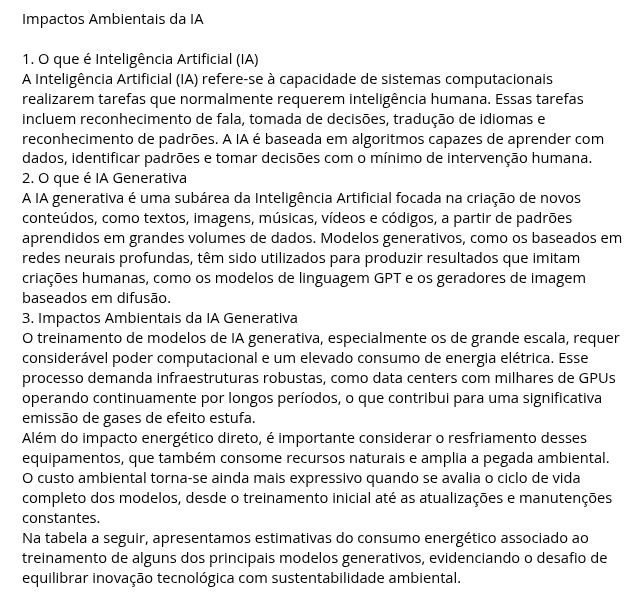 Impactos Ambientais da IA
1. O que é Inteligência Artificial (IA)
A Inteligência Artificial (IA) refere-se à capacidade de sistemas computacionais
realizarem tarefas que normalmente requerem inteligência humana. Essas tarefas
incluem reconhecimento de fala, tomada de decisões, tradução de idiomas e
reconhecimento de padrões. A IA é baseada em algoritmos capazes de aprender com
dados, identificar padrões e tomar decisões com o mínimo de intervenção humana.
2. O que é IA Generativa
A IA generativa é uma subárea da Inteligência Artificial focada na criação de novos
conteúdos, como textos, imagens, músicas, vídeos e códigos, a partir de padrões
aprendidos em grandes volumes de dados. Modelos generativos, como os baseados em
redes neurais profundas, têm sido utilizados para produzir resultados que imitam
criações humanas, como os modelos de linguagem GPT e os geradores de imagem
baseados em difusão.
3. Impactos Ambientais da IA Generativa
O treinamento de modelos de IA generativa, especialmente os de grande escala, requer
considerável poder computacional e um elevado consumo de energia elétrica. Esse
processo demanda infraestruturas robustas, como data centers com milhares de GPUs
operando continuamente por longos períodos, o que contribui para uma significativa
emissão de gases de efeito estufa.
Além do impacto energético direto, é importante considerar o resfriamento desses
equipamentos, que também consome recursos naturais e amplia a pegada ambiental.
O custo ambiental torna-se ainda mais expressivo quando se avalia o ciclo de vida
completo dos modelos, desde o treinamento inicial até as atualizações e manutenções
constantes.
Na tabela a seguir, apresentamos estimativas do consumo energético associado ao
treinamento de alguns dos principais modelos generativos, evidenciando o desafio de
equilibrar inovação tecnológica com sustentabilidade ambiental.